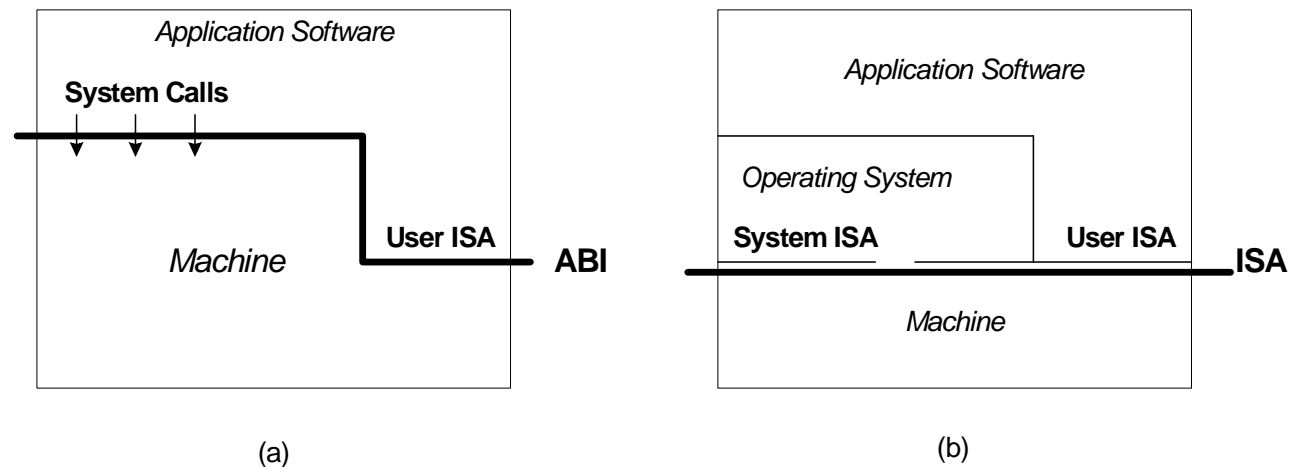 Application Software
System Calls
User ISA
Machine
ABI
(a)
Application Software
Operating System
System ISA
User ISA
ISA
Machine
(b)